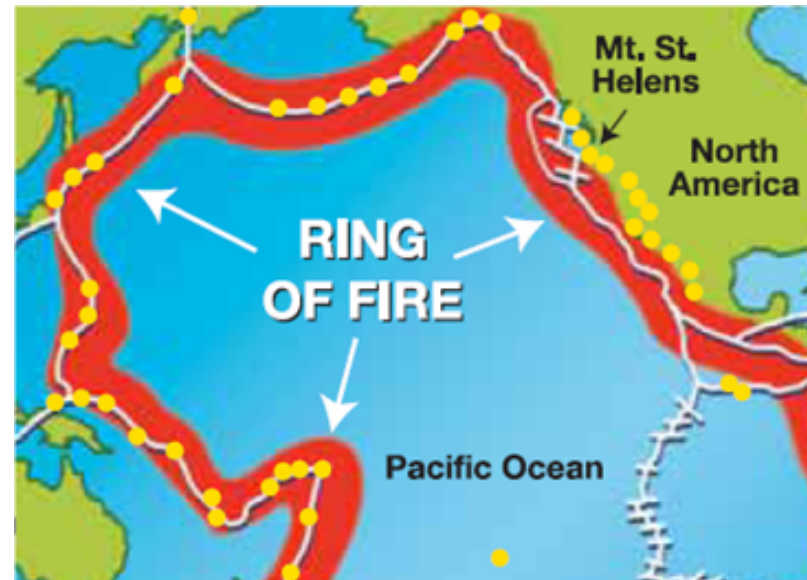 Mt. St.
Helens
North
America
RING
OF FIRE
Pacific Ocean